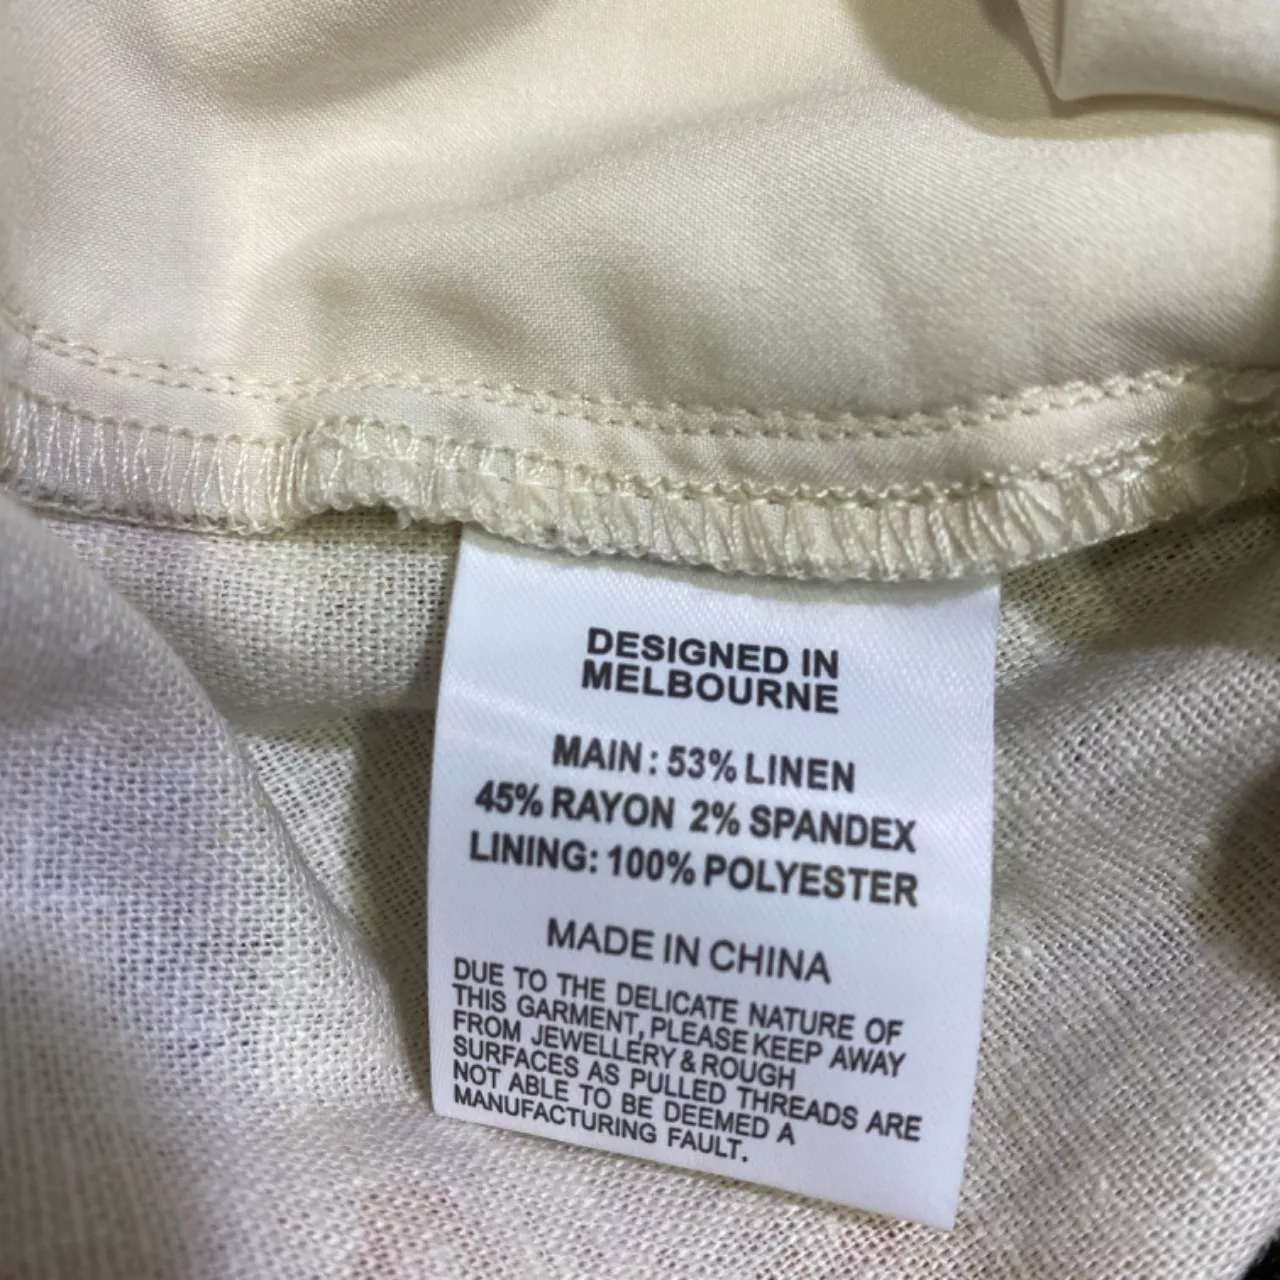 DESIGNED IN
MELBOURNE
MAIN: 53% LINEN
45% RAYON 2% SPANDEX
LINING: 100% POLYESTER
MADE IN CHINA
DUE TO THE DELICATE NATURE OF
THIS GARMENT, PLEASE KEEP AWAY
FROM JEWELLERY & ROUGH
SURFACES AS PULLED THREADS ARE
NOT ABLE TO BE DEEMED A
MANUFACTURING FAULT.